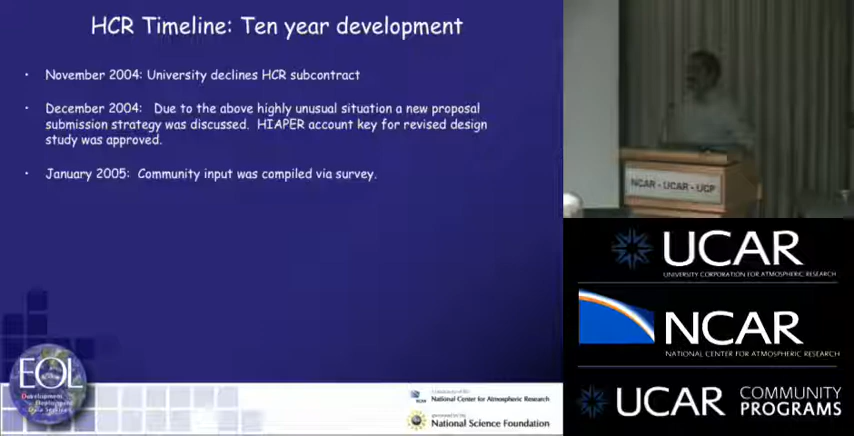 HCR Timeline: Ten year development
• November 2004: University declines HCR subcontract
• December 2004: Due to the above highly unusual situation a new proposal
submission strategy was discussed. HIAPER account key for revised design
study was approved.
• January 2005: Community input was compiled via survey.
EOL
National Center for Atmospheric Research
National Science Foundation
NCAR - UCAR - UCP
UCAR
UNIVERSITY CORPORATION FOR ATMOSPHERIC RESEARCH
NCAR
NATIONAL CENTER FOR ATMOSPHERIC RESEARCH
UCAR COMMUNITY
PROGRAMS